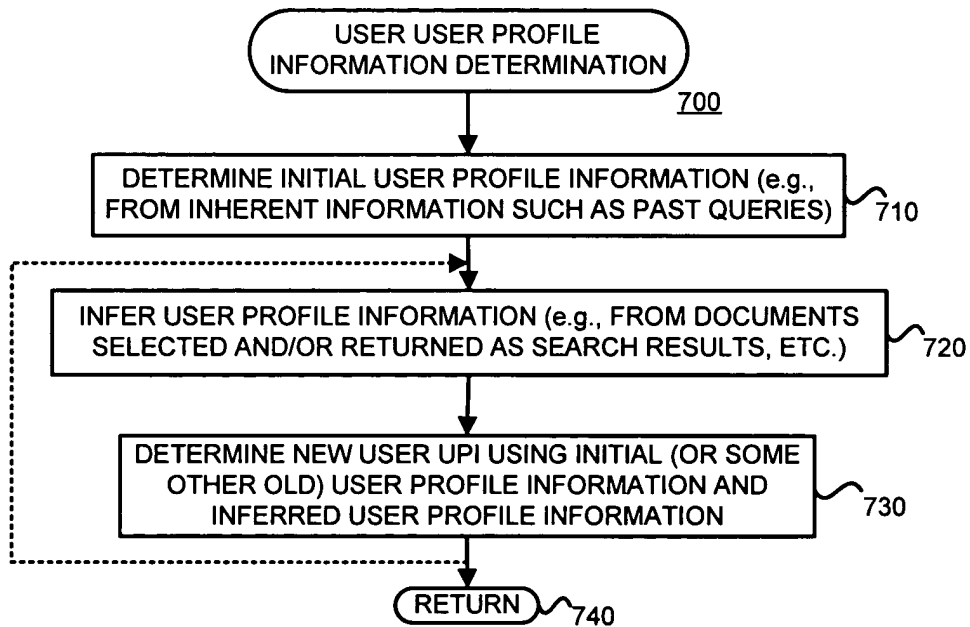 USER USER PROFILE
INFORMATION DETERMINATION
700
DETERMINE INITIAL USER PROFILE INFORMATION (e.g.,
FROM INHERENT INFORMATION SUCH AS PAST QUERIES)
710
INFER USER PROFILE INFORMATION (e.g., FROM DOCUMENTS
SELECTED AND/OR RETURNED AS SEARCH RESULTS, ETC.)
720
DETERMINE NEW USER UPI USING INITIAL (OR SOME
OTHER OLD) USER PROFILE INFORMATION AND
INFERRED USER PROFILE INFORMATION
730
RETURN
740